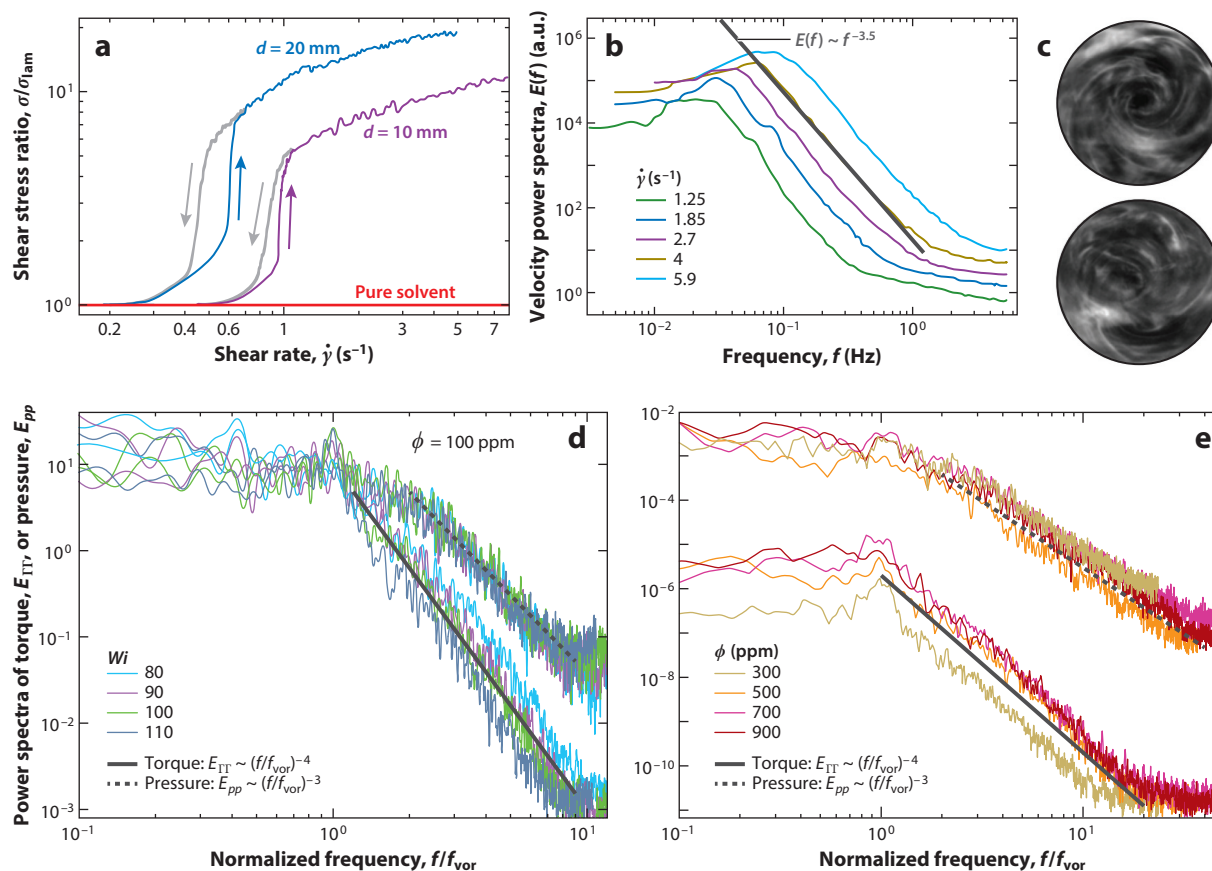 a
Shear stress ratio, σ/σlam
10¹
10⁰
d = 20 mm
d = 10 mm
Pure solvent
0.2 0.4 0.6 1 3 5 7
Shear rate, γ̇ (s⁻¹)
b
Velocity power spectra, E(f) (a.u.)
10⁶
10⁴
10²
10⁰
E(f) ~ f⁻³·⁵
γ̇ (s⁻¹)
1.25
1.85
2.7
4
5.9
10⁻² 10⁻¹ 10⁰
Frequency, f (Hz)
c
d
Power spectra of torque, EΓΓ, or pressure, Epp
10¹
10⁰
10⁻¹
10⁻²
10⁻³
ϕ = 100 ppm
Wi
80
90
100
110
Torque: EΓΓ ~ (f/fvor)⁻⁴
Pressure: Epp ~ (f/fvor)⁻³
10⁻¹ 10⁰ 10¹
Normalized frequency, f/fvor
e
10⁻²
10⁻⁴
10⁻⁶
10⁻⁸
10⁻¹⁰
ϕ (ppm)
300
500
700
900
Torque: EΓΓ ~ (f/fvor)⁻⁴
Pressure: Epp ~ (f/fvor)⁻³
10⁻¹ 10⁰ 10¹
Normalized frequency, f/fvor